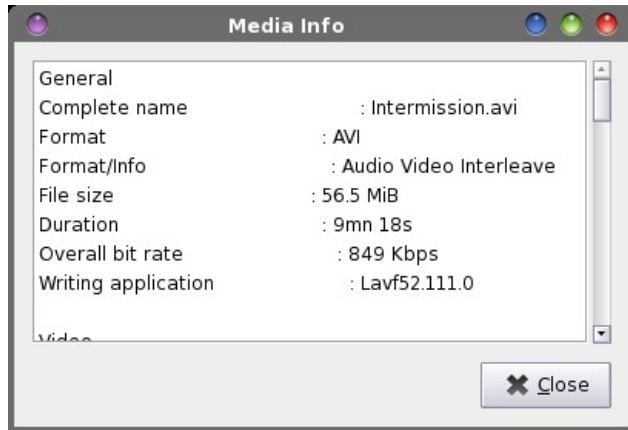 Media Info
General
Complete name : Intermission.avi
Format : AVI
Format/Info : Audio Video Interleave
File size : 56.5 MiB
Duration : 9mn 18s
Overall bit rate : 849 Kbps
Writing application : Lavf52.111.0
Video
Close